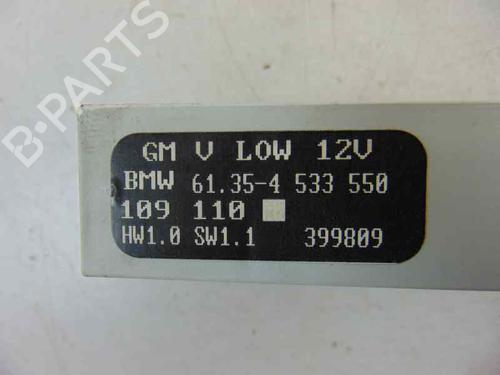 B-PARTS
GM V LOW 12V
BMW 61.35-4 533 550
109 110
HW1.0 SW1.1 399809